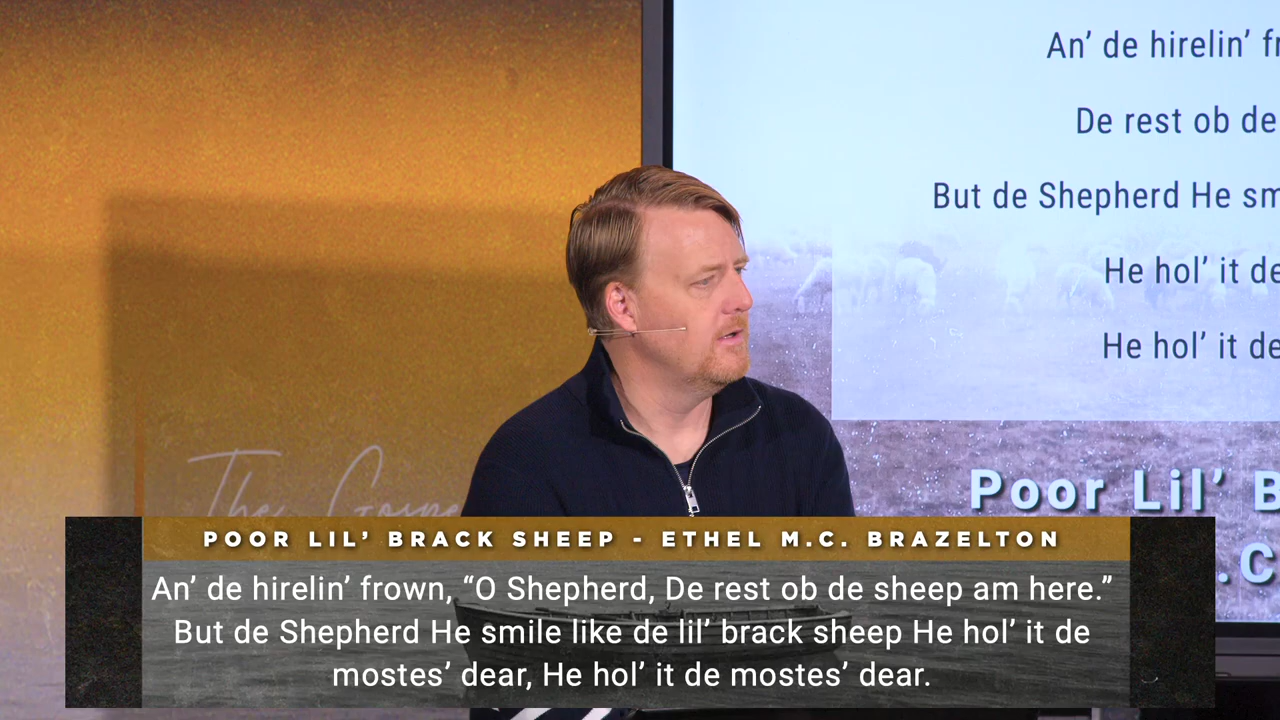 An’ de hirelin’
De rest ob de
But de Shepherd He
He hol’ it de
He hol’ it de
Poor Lil’
The
POOR LIL’ BRACK SHEEP - ETHEL M.C. BRAZELTON
An’ de hirelin’ frown, “O Shepherd, De rest ob de sheep am here.”
But de Shepherd He smile like de lil’ brack sheep He hol’ it de
mostes’ dear, He hol’ it de mostes’ dear.